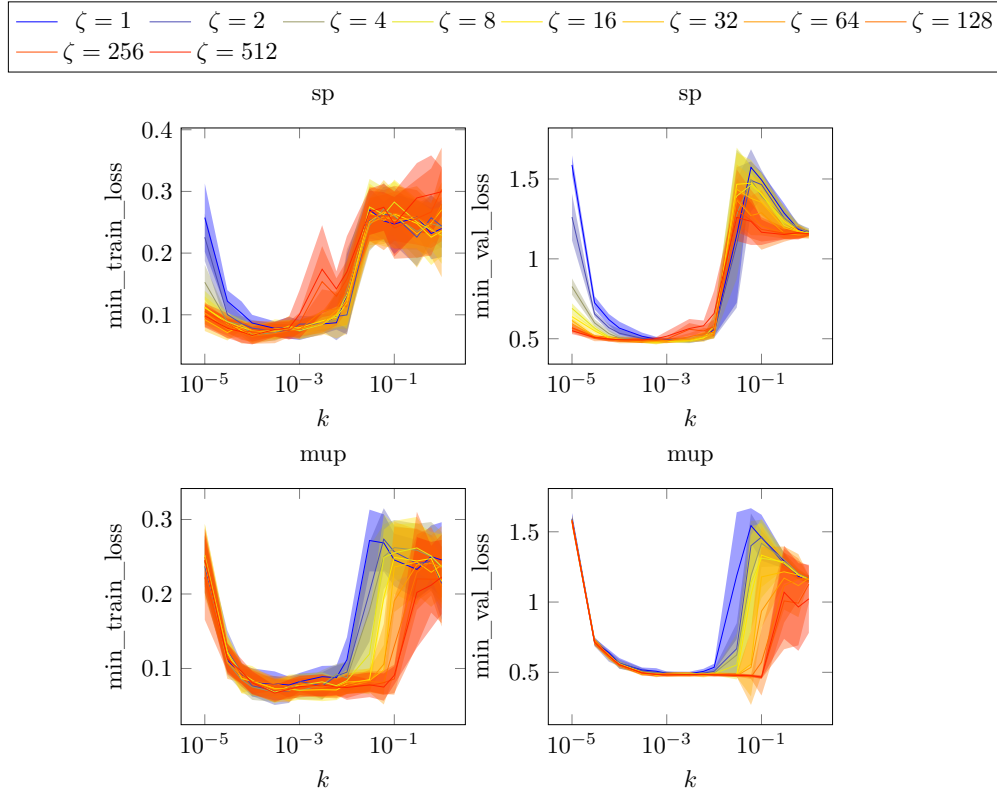 ζ = 1 ζ = 2 ζ = 4 ζ = 8 ζ = 16 ζ = 32 ζ = 64 ζ = 128
ζ = 256 ζ = 512
sp
0.4
0.3
0.2
0.1
min_train_loss
10⁻⁵ 10⁻³ 10⁻¹
k
sp
1.5
1
0.5
min_val_loss
10⁻⁵ 10⁻³ 10⁻¹
k
mup
0.3
0.2
0.1
min_train_loss
10⁻⁵ 10⁻³ 10⁻¹
k
mup
1.5
1
0.5
min_val_loss
10⁻⁵ 10⁻³ 10⁻¹
k